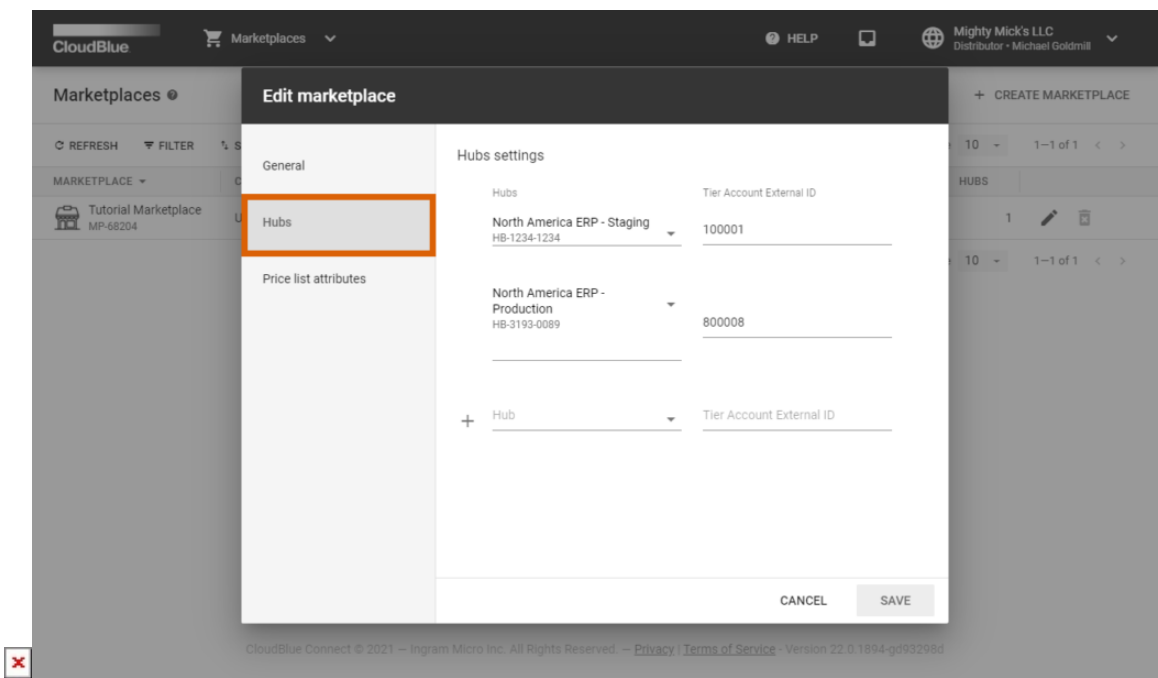 CloudBlue
Marketplaces
HELP
Mighty Mick's LLC
Distributor • Michael Goldmill
Marketplaces
Edit marketplace
+ CREATE MARKETPLACE
REFRESH
FILTER
S
10
1–1 of 1
MARKETPLACE
C
HUBS
Tutorial Marketplace
MP-68204
U
1
10
1–1 of 1
General
Hubs
Price list attributes
Hubs settings
Hubs
Tier Account External ID
North America ERP - Staging
HB-1234-1234
100001
North America ERP -
Production
HB-3193-0089
800008
+
Hub
Tier Account External ID
CANCEL
SAVE
CloudBlue Connect © 2021 – Ingram Micro Inc. All Rights Reserved. – Privacy | Terms of Service - Version 22.0.1894-gd93298d